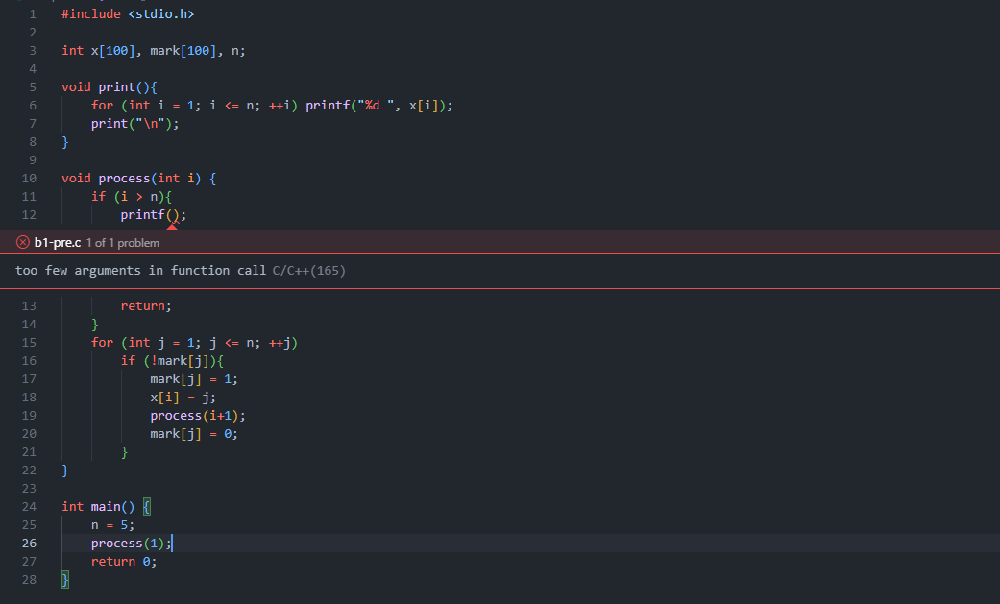 1 #include <stdio.h>
2
3 int x[100], mark[100], n;
4
5 void print(){
6 for (int i = 1; i <= n; ++i) printf("%d ", x[i]);
7 print("\n");
8 }
9
10 void process(int i) {
11 if (i > n){
12 printf();
b1-pre.c 1 of 1 problem
too few arguments in function call C/C++(165)
13 return;
14 }
15 for (int j = 1; j <= n; ++j)
16 if (!mark[j]){
17 mark[j] = 1;
18 x[i] = j;
19 process(i+1);
20 mark[j] = 0;
21 }
22 }
23
24 int main() {
25 n = 5;
26 process(1);
27 return 0;
28 }